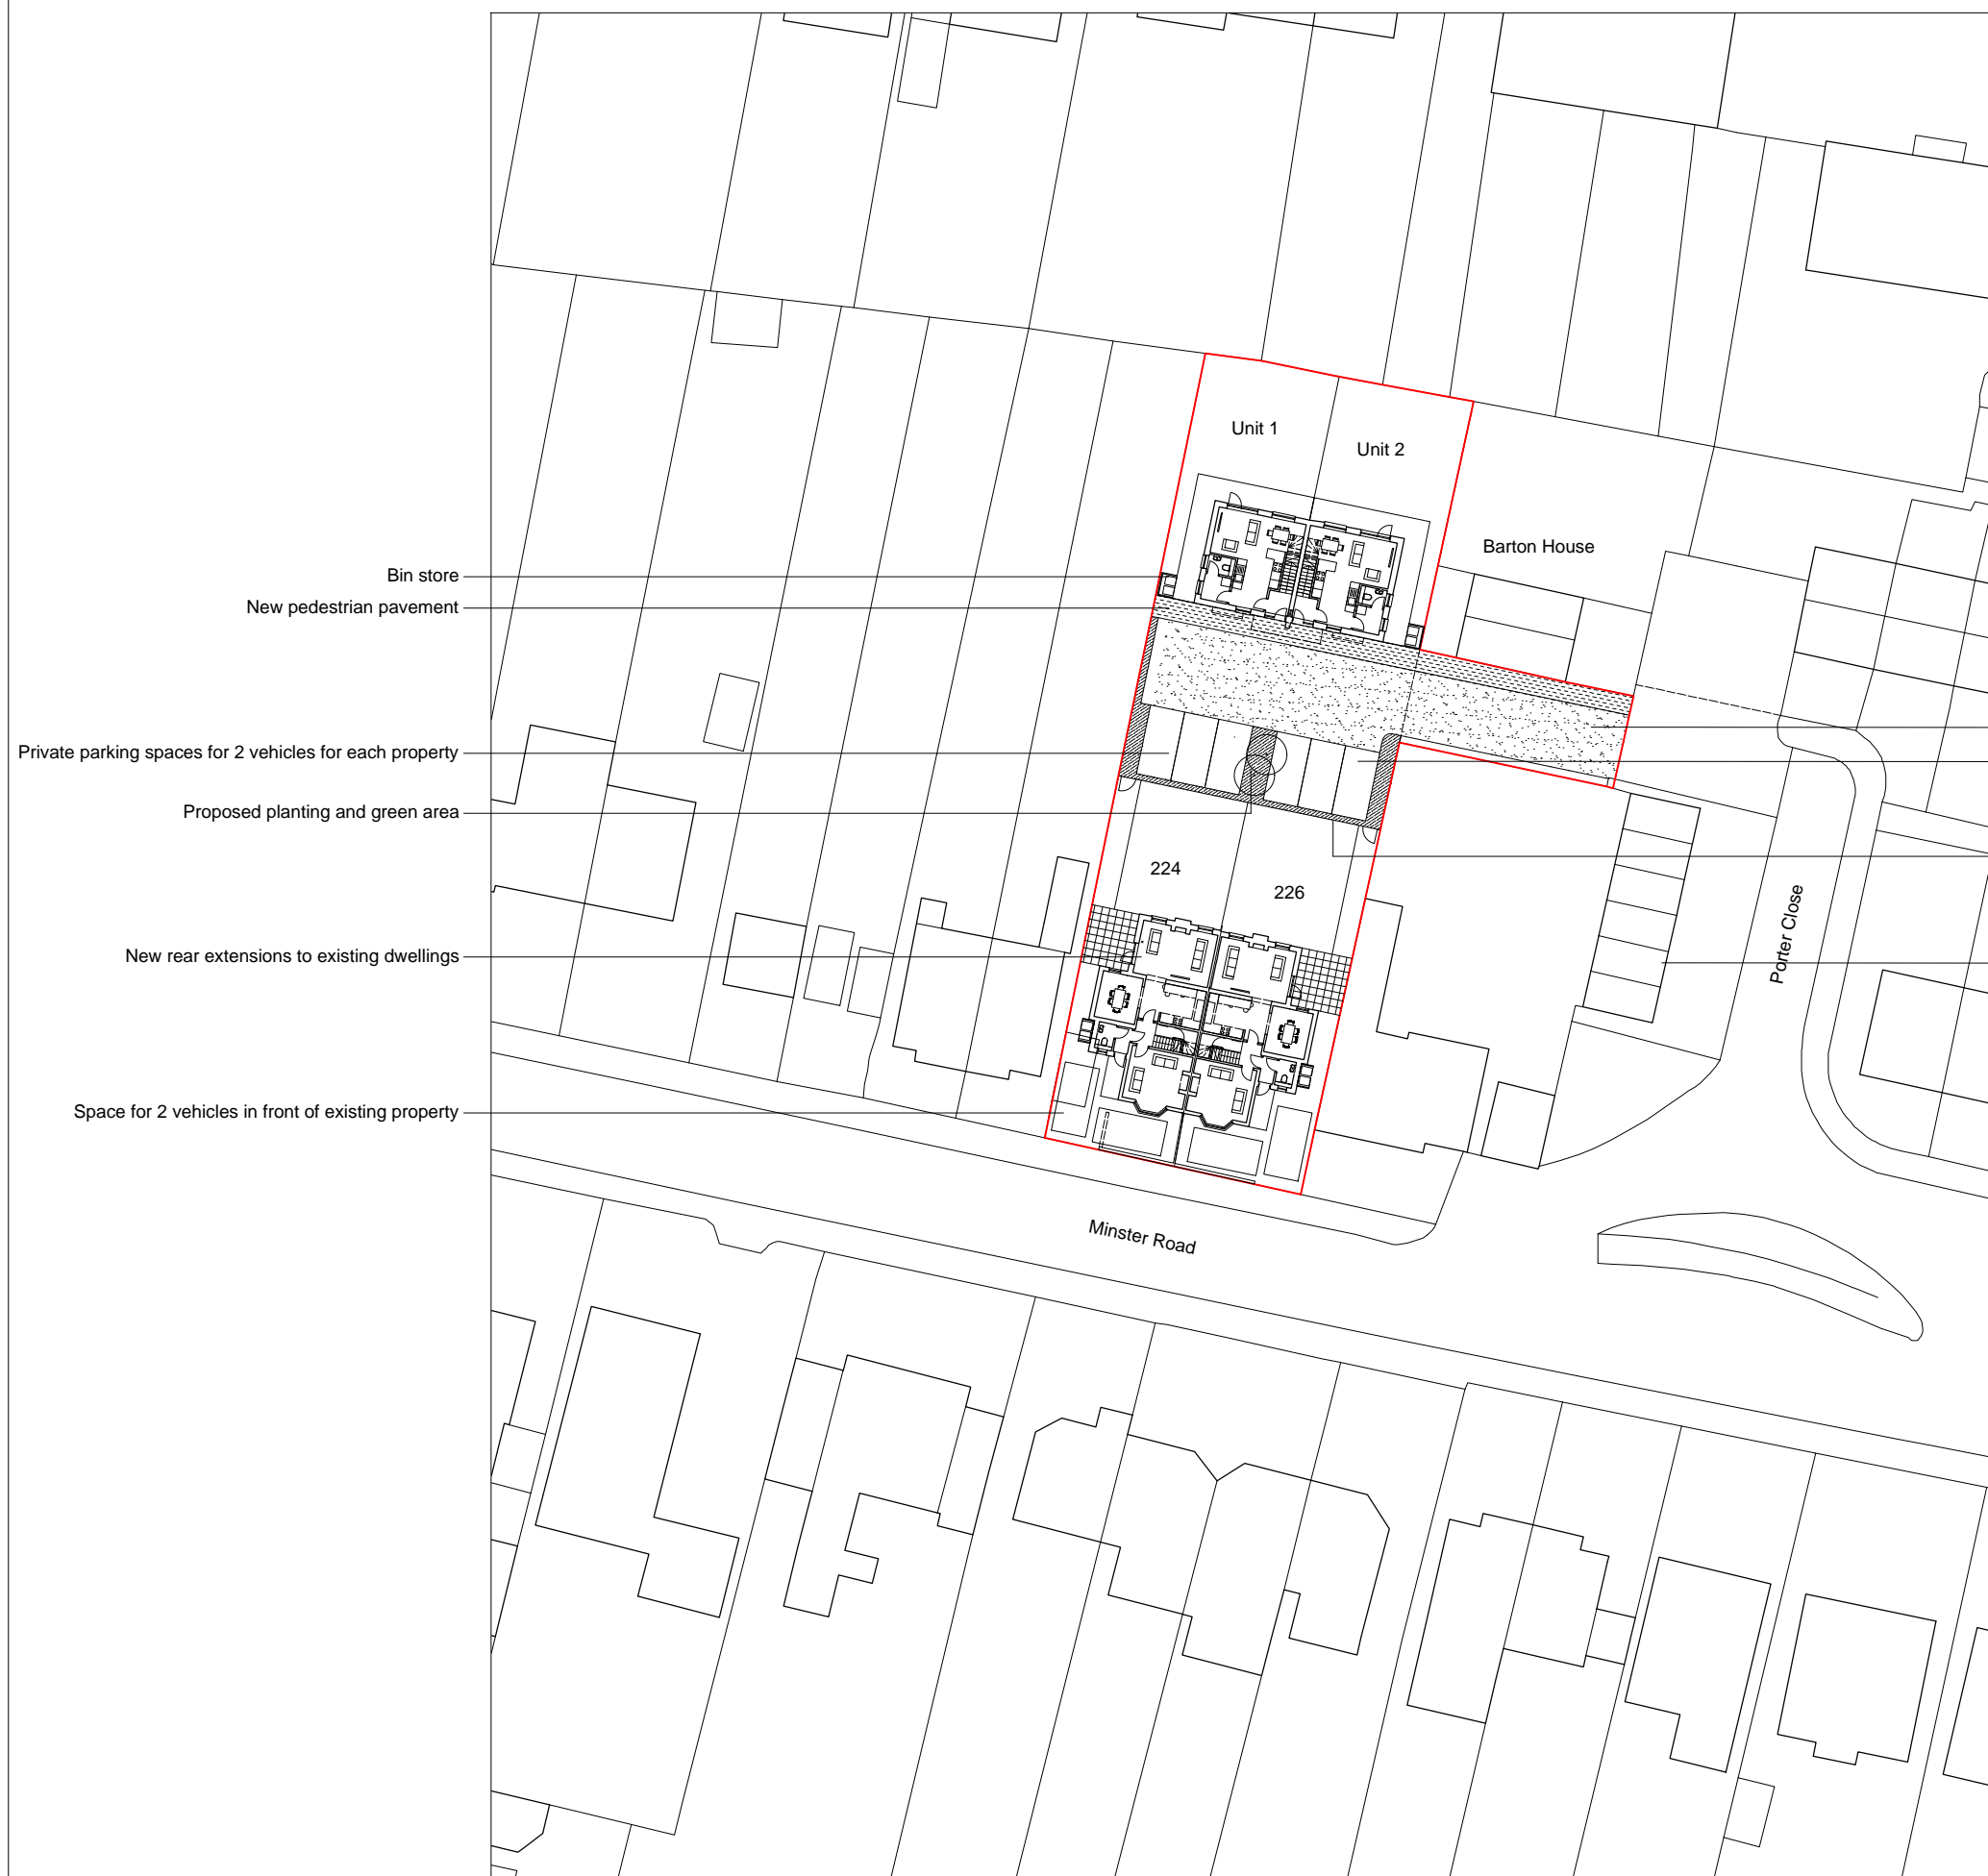 Unit 1
Unit 2
Barton House
Bin store
New pedestrian pavement
Private parking spaces for 2 vehicles for each property
Proposed planting and green area
224
226
Porter Close
New rear extensions to existing dwellings
Space for 2 vehicles in front of existing property
Minster Road